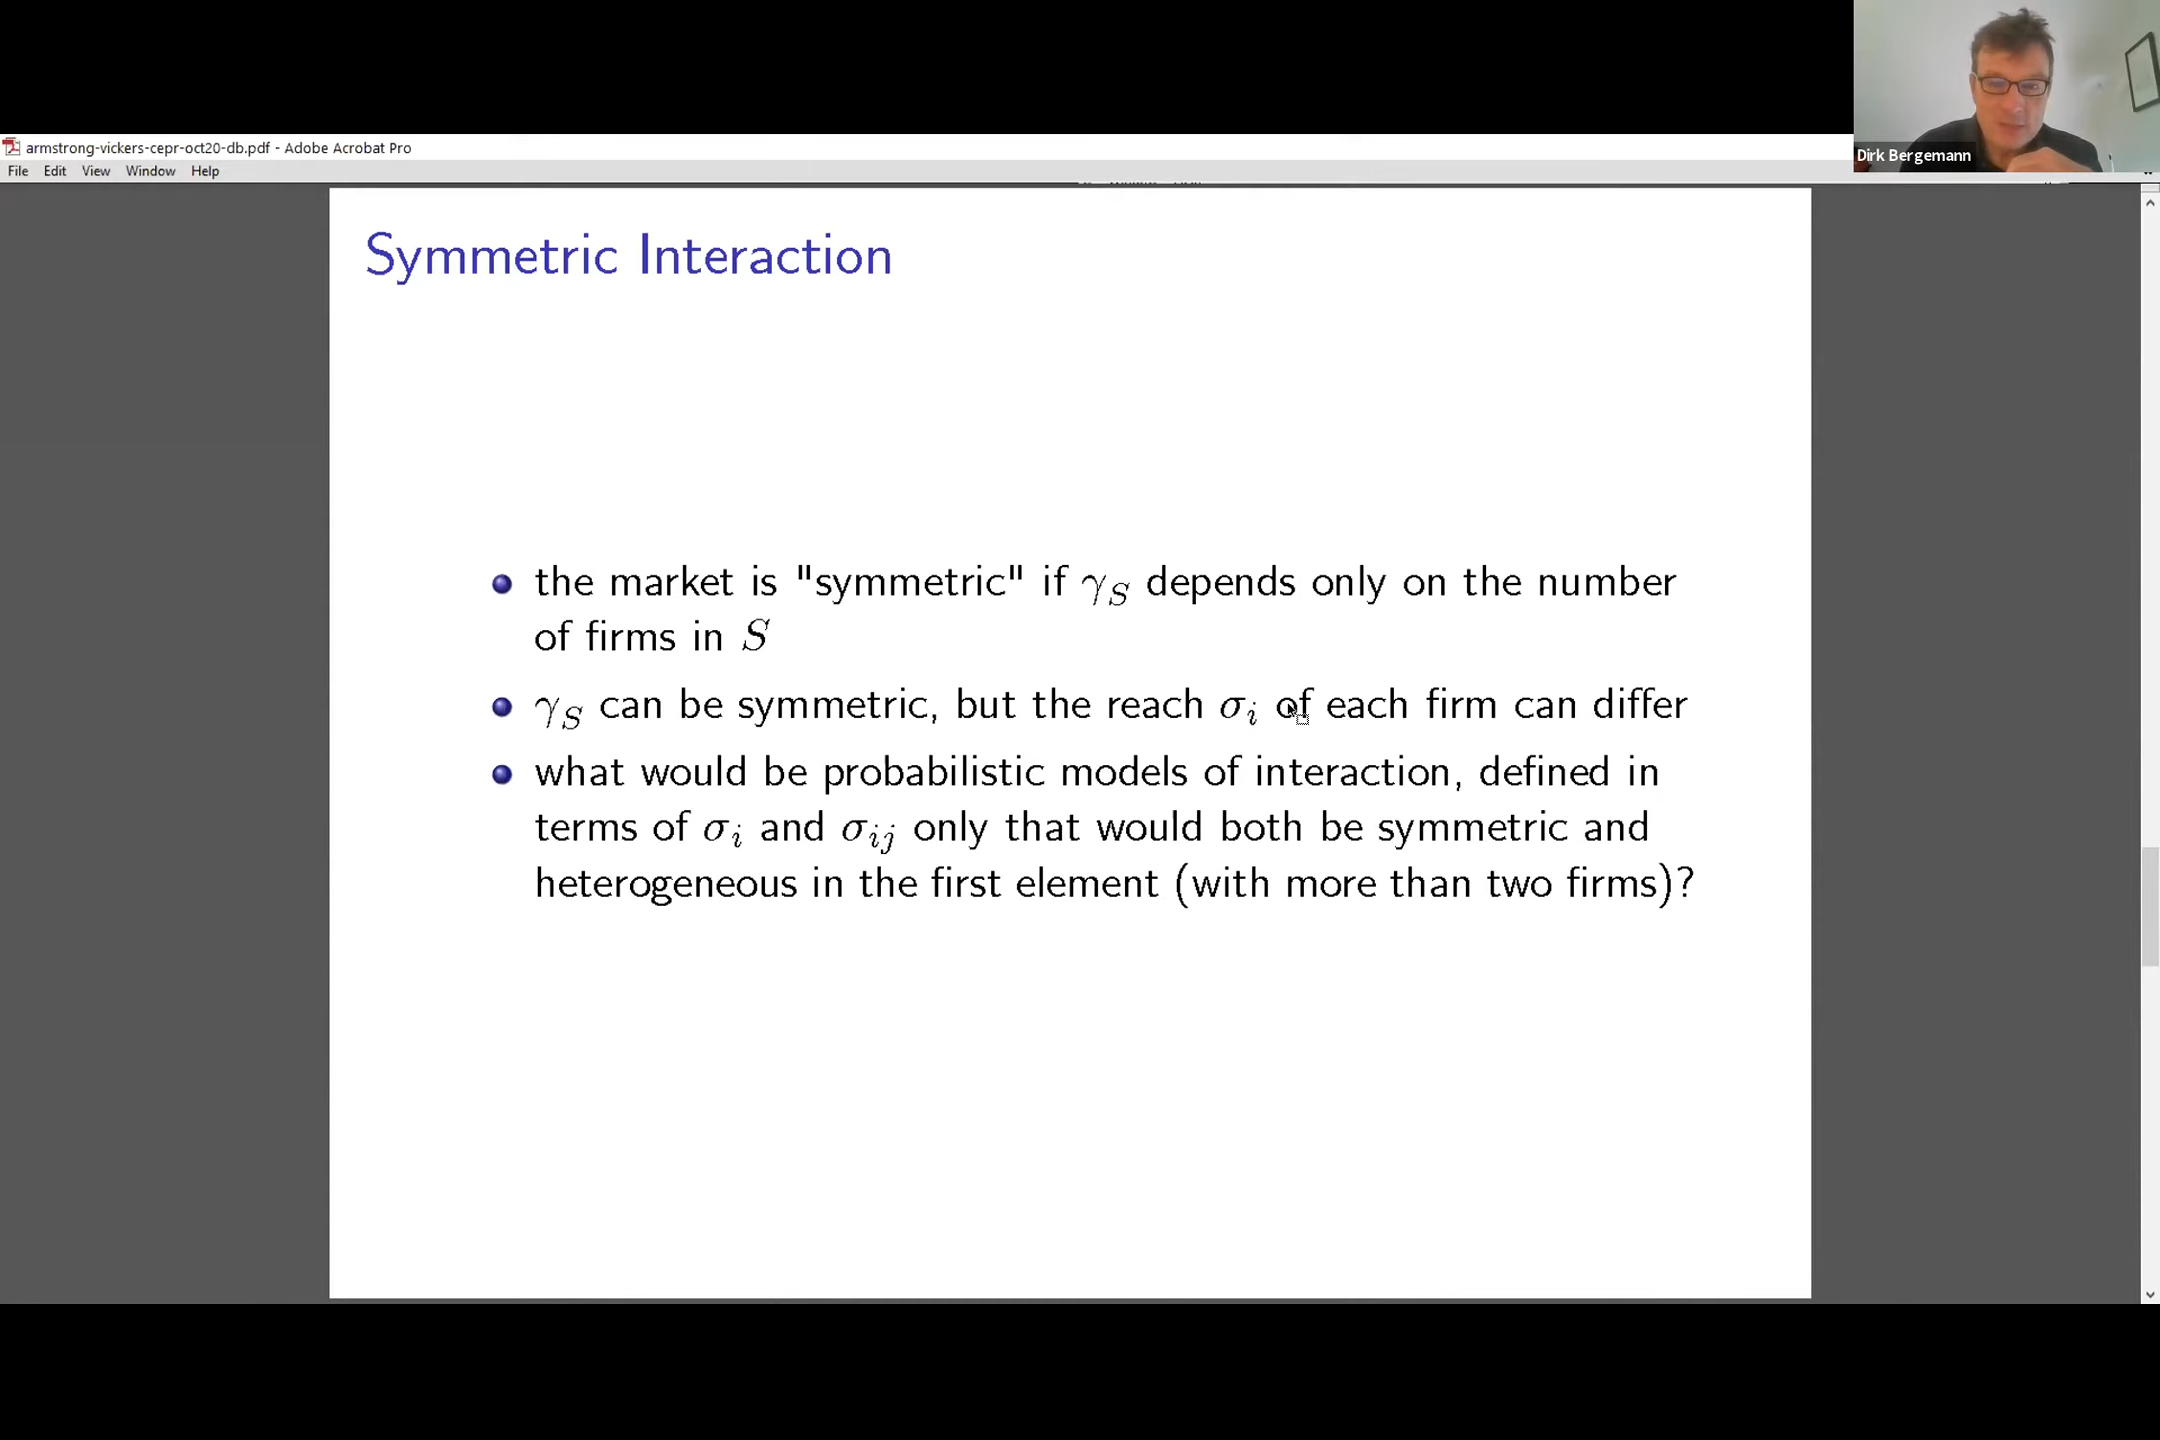 Dirk Bergemann
armstrong-vickers-cepr-oct20-db.pdf - Adobe Acrobat Pro
File Edit View Window Help
Symmetric Interaction
the market is "symmetric" if γ_S depends only on the number
of firms in S
γ_S can be symmetric, but the reach σ_i of each firm can differ
what would be probabilistic models of interaction, defined in
terms of σ_i and σ_ij only that would both be symmetric and
heterogeneous in the first element (with more than two firms)?